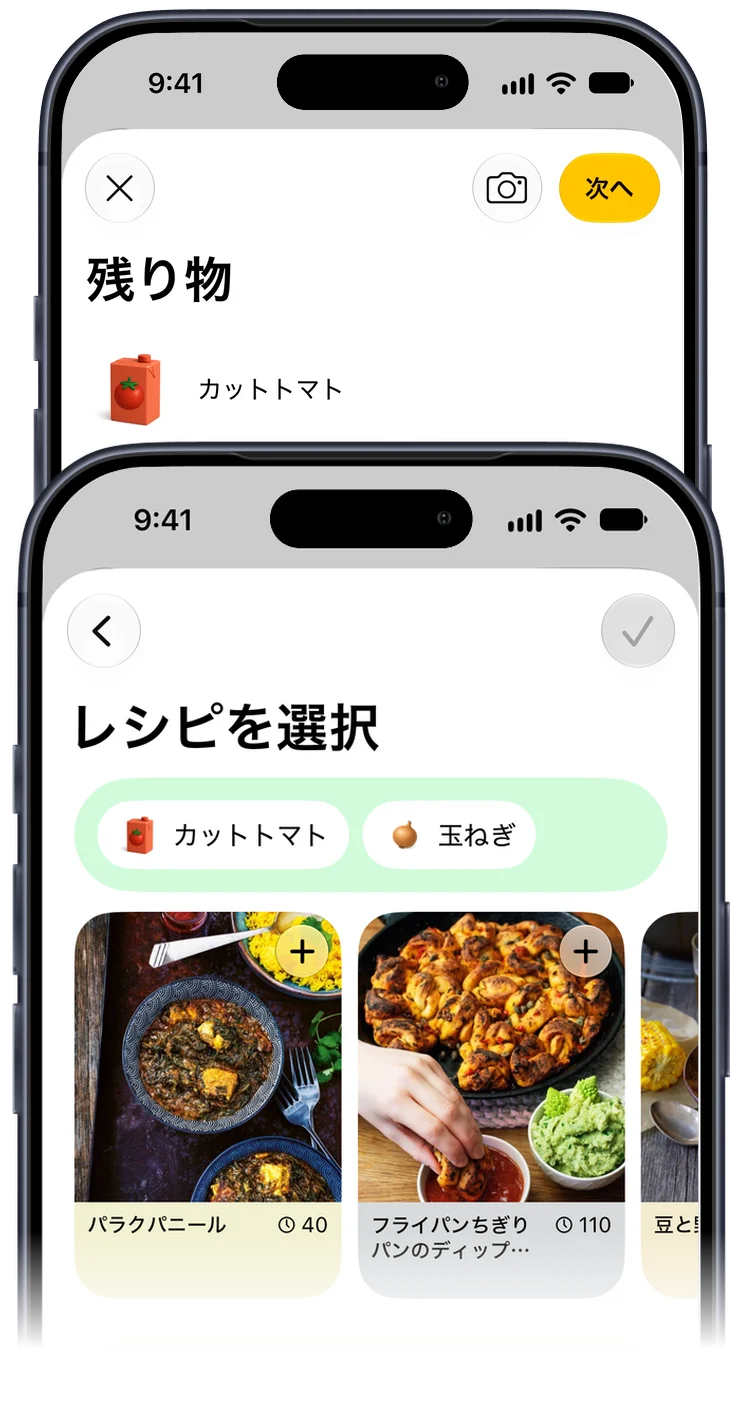 9:41
次へ
残り物
カットトマト
9:41
レシピを選択
カットトマト
玉ねぎ
パラクパニール 40
フライパンちぎり 110
パンのディップ…
豆と